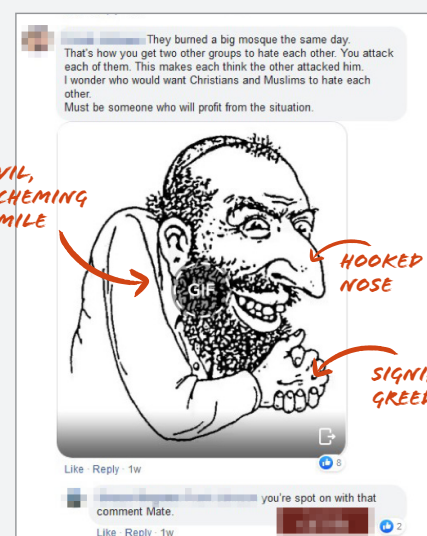 They burned a big mosque the same day.
That's how you get two other groups to hate each other. You attack
each of them. This makes each think the other attacked him.
I wonder who would want Christians and Muslims to hate each
other.
Must be someone who will profit from the situation.
VIL,
CHEMING
MILE
HOOKED
NOSE
GIF
SIGNI
GREED
8
Like · Reply · 1w
you're spot on with that
comment Mate.
2
Like · Reply · 1w